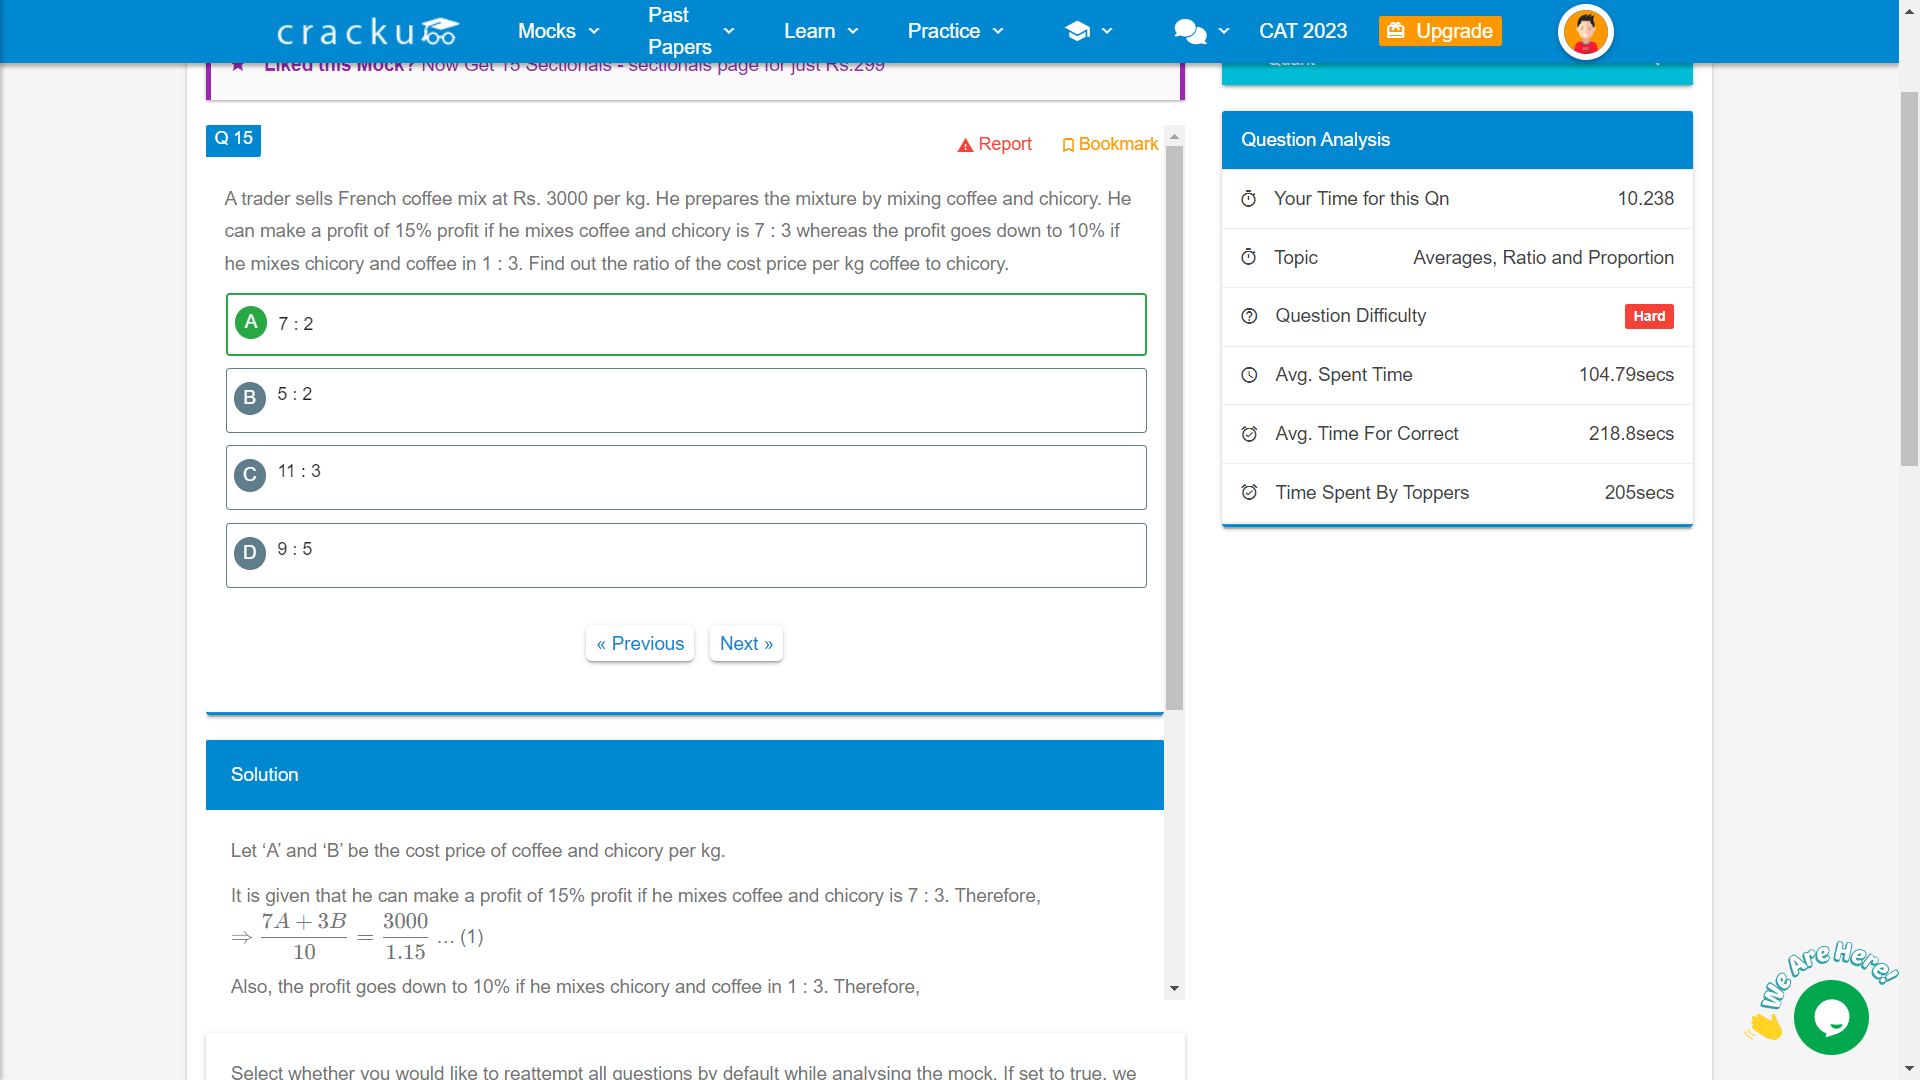 cracku
Mocks
Past Papers
Learn
Practice
CAT 2023
Upgrade
★ Liked this Mock? Now Get 15 Sectionals - sectionals page for just Rs.299
Quant
Q 15
Report
Bookmark
A trader sells French coffee mix at Rs. 3000 per kg. He prepares the mixture by mixing coffee and chicory. He
can make a profit of 15% profit if he mixes coffee and chicory is 7 : 3 whereas the profit goes down to 10% if
he mixes chicory and coffee in 1 : 3. Find out the ratio of the cost price per kg coffee to chicory.
A 7 : 2
B 5 : 2
C 11 : 3
D 9 : 5
« Previous
Next »
Solution
Let ‘A’ and ‘B’ be the cost price of coffee and chicory per kg.
It is given that he can make a profit of 15% profit if he mixes coffee and chicory is 7 : 3. Therefore,
⇒ (7A + 3B)/10 = 3000/1.15 ... (1)
Also, the profit goes down to 10% if he mixes chicory and coffee in 1 : 3. Therefore,
Select whether you would like to reattempt all questions by default while analysing the mock. If set to true, we
Question Analysis
Your Time for this Qn 10.238
Topic Averages, Ratio and Proportion
Question Difficulty Hard
Avg. Spent Time 104.79secs
Avg. Time For Correct 218.8secs
Time Spent By Toppers 205secs
We Are Here!